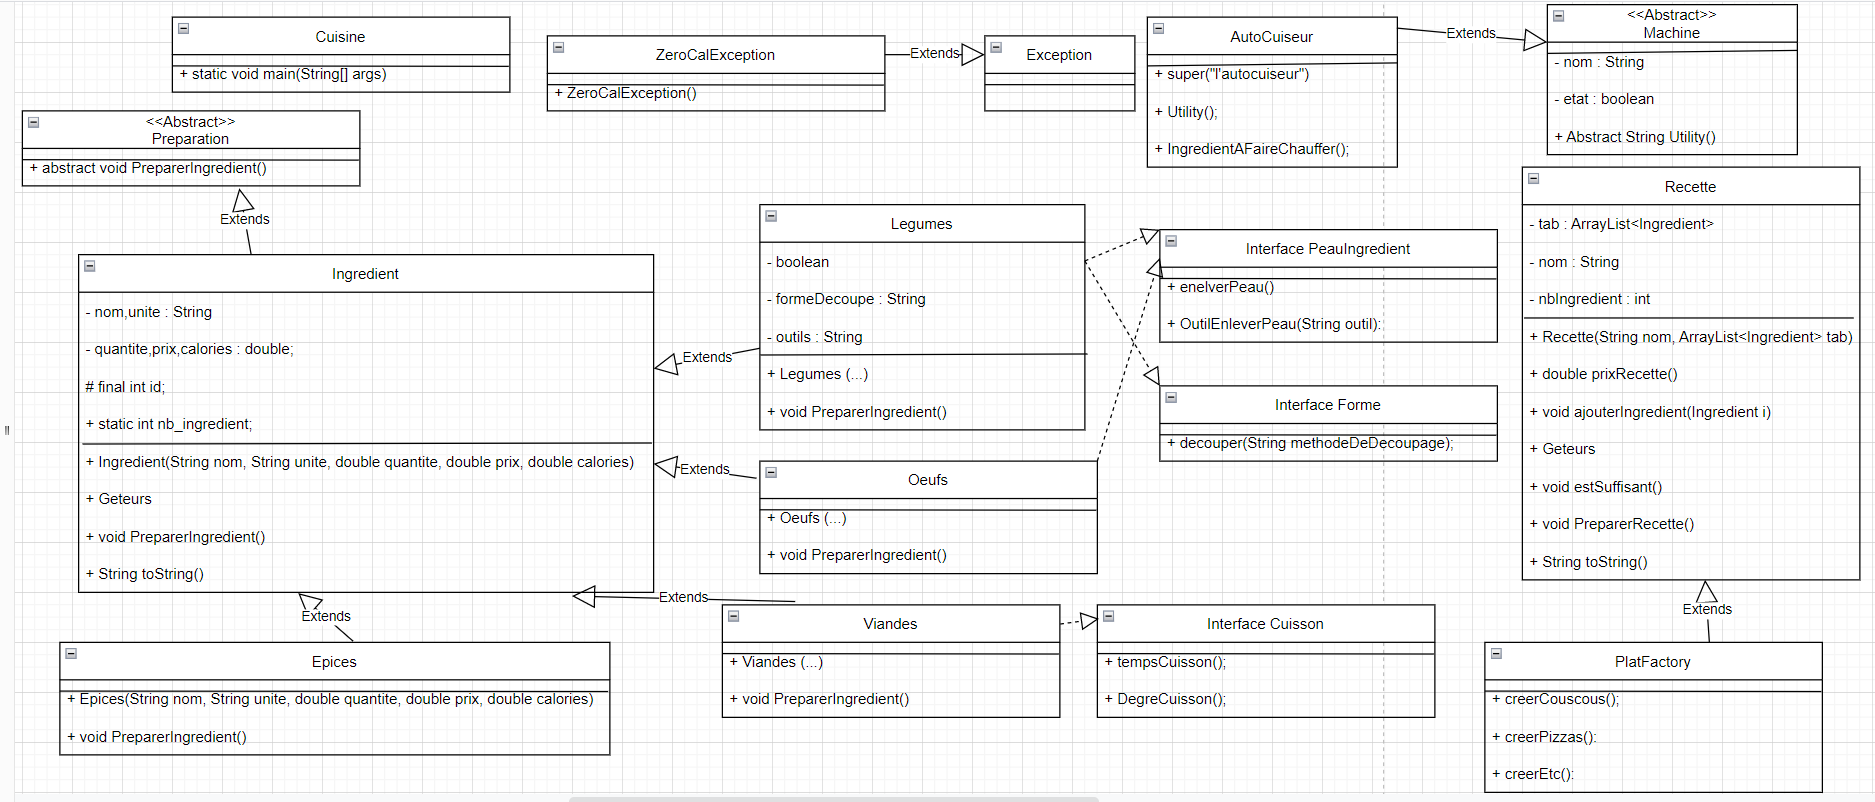 Cuisine
+ static void main(String[] args)
ZeroCalException
+ ZeroCalException()
Extends
Exception
AutoCuiseur
+ super("l'autocuiseur")
+ Utility();
+ IngredientAFaireChauffer();
Extends
<<Abstract>>
Machine
- nom : String
- etat : boolean
+ Abstract String Utility()
<<Abstract>>
Preparation
+ abstract void PreparerIngredient()
Extends
Ingredient
- nom,unite : String
- quantite,prix,calories : double;
# final int id;
+ static int nb_ingredient;
+ Ingredient(String nom, String unite, double quantite, double prix, double calories)
+ Geteurs
+ void PreparerIngredient()
+ String toString()
Legumes
- boolean
- formeDecoupe : String
- outils : String
+ Legumes (...)
+ void PreparerIngredient()
Extends
Interface PeauIngredient
+ enelverPeau()
+ OutilEnleverPeau(String outil):
Interface Forme
+ decouper(String methodeDeDecoupage);
Recette
- tab : ArrayList<Ingredient>
- nom : String
- nbIngredient : int
+ Recette(String nom, ArrayList<Ingredient> tab)
+ double prixRecette()
+ void ajouterIngredient(Ingredient i)
+ Geteurs
+ void estSuffisant()
+ void PreparerRecette()
+ String toString()
Extends
Oeufs
+ Oeufs (...)
+ void PreparerIngredient()
Extends
Extends
Extends
Epices
+ Epices(String nom, String unite, double quantite, double prix, double calories)
+ void PreparerIngredient()
Viandes
+ Viandes (...)
+ void PreparerIngredient()
Interface Cuisson
+ tempsCuisson();
+ DegreCuisson();
PlatFactory
+ creerCouscous();
+ creerPizzas():
+ creerEtc():